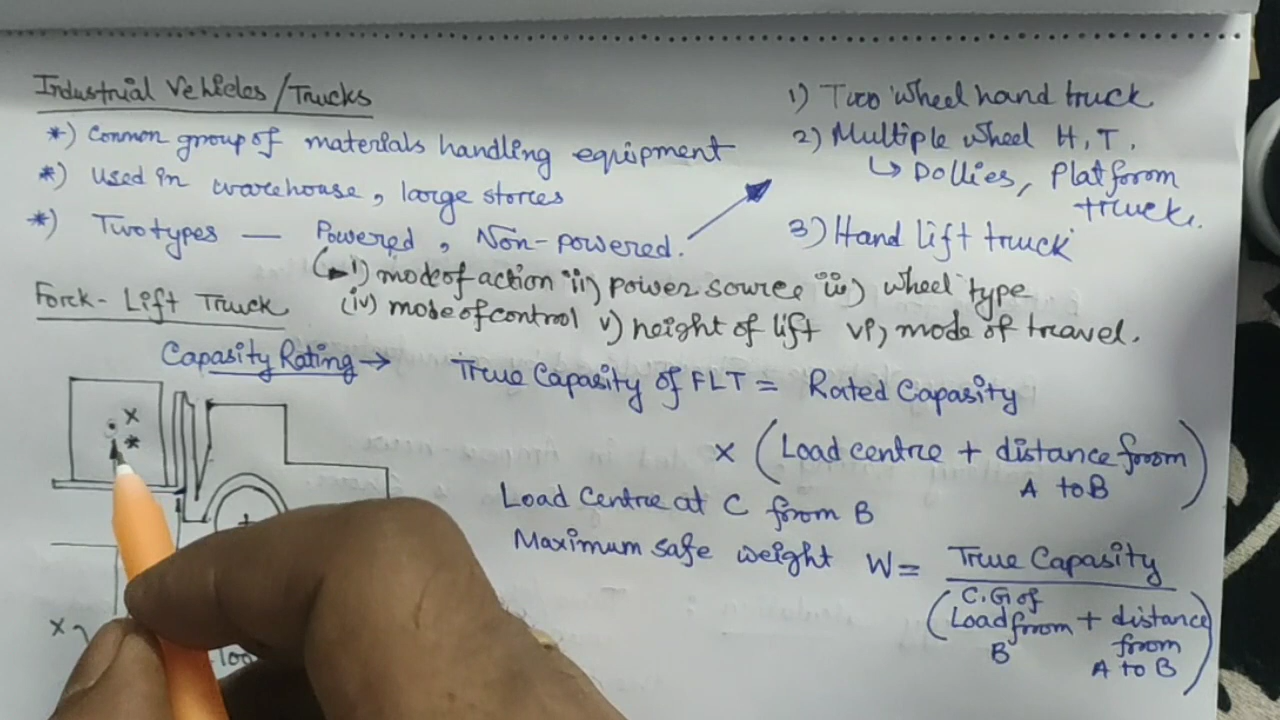 Industrial Vehicles/Trucks
*) Common group of materials handling equipment
*) Used in warehouse, large stores
*) Two types — Powered, Non-powered.
1) Two wheel hand truck
2) Multiple wheel H.T.
↳ Dollies, Platform
truck.
3) Hand lift truck
(→ i) mode of action ii) power source iii) wheel type
(iv) mode of control v) height of lift vi) mode of travel.
Fork-Lift Truck
Capasity Rating →
True Capasity of FLT = Rated Capasity
× (Load centre + distance from
A to B)
Load Centre at C from B
Maximum safe weight W = True Capasity
(C.G of
Load from + distance
B from
A to B)
x
*
x
loa